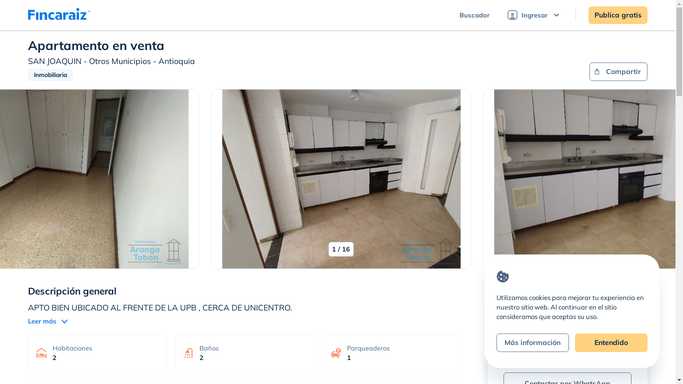 Fincaraiz
Buscador
Ingresar
Publica gratis
Apartamento en venta
SAN JOAQUIN - Otros Municipios - Antioquia
Inmobiliaria
Compartir
Arango
Tobón
1 / 16
Arango
Tobón
Descripción general
APTO BIEN UBICADO AL FRENTE DE LA UPB , CERCA DE UNICENTRO.
Leer más
Habitaciones
2
Baños
2
Parqueaderos
1
Utilizamos cookies para mejorar tu experiencia en
nuestro sitio web. Al continuar en el sitio
consideramos que aceptas su uso.
Más información
Entendido
Contactar por WhatsApp